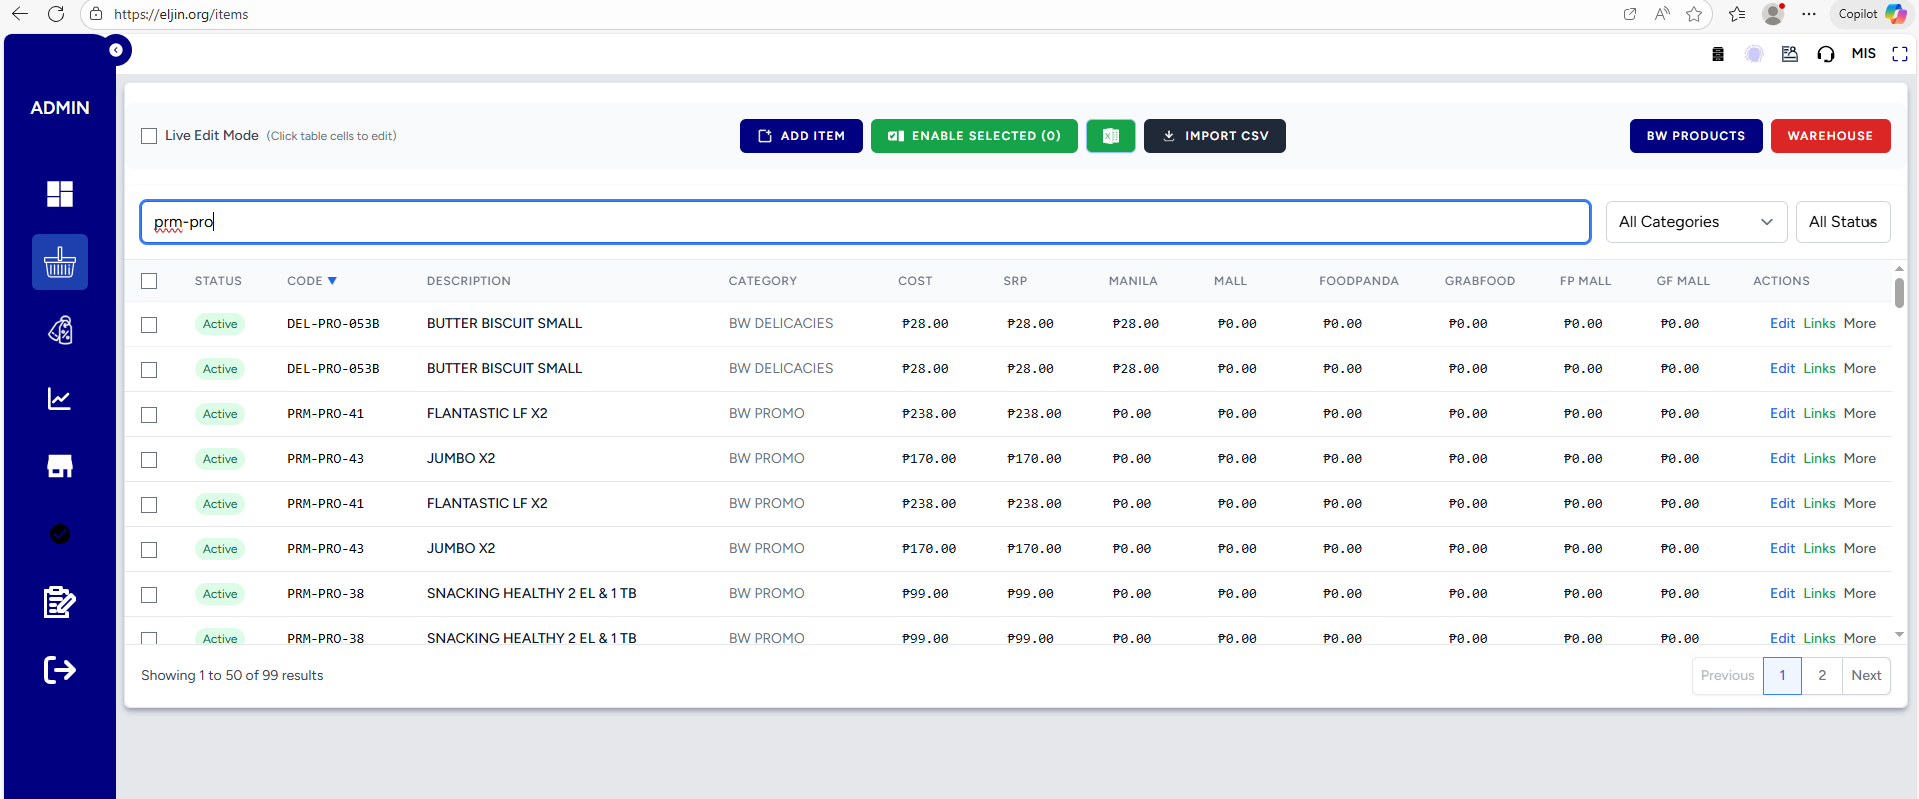 https://eljin.org/items
Copilot
MIS
ADMIN
Live Edit Mode (Click table cells to edit)
ADD ITEM
ENABLE SELECTED (0)
IMPORT CSV
BW PRODUCTS
WAREHOUSE
prm-pro
All Categories
All Status
STATUS CODE ▼ DESCRIPTION CATEGORY COST SRP MANILA MALL FOODPANDA GRABFOOD FP MALL GF MALL ACTIONS
Active DEL-PRO-053B BUTTER BISCUIT SMALL BW DELICACIES ₱28.00 ₱28.00 ₱28.00 ₱0.00 ₱0.00 ₱0.00 ₱0.00 ₱0.00 Edit Links More
Active DEL-PRO-053B BUTTER BISCUIT SMALL BW DELICACIES ₱28.00 ₱28.00 ₱28.00 ₱0.00 ₱0.00 ₱0.00 ₱0.00 ₱0.00 Edit Links More
Active PRM-PRO-41 FLANTASTIC LF X2 BW PROMO ₱238.00 ₱238.00 ₱0.00 ₱0.00 ₱0.00 ₱0.00 ₱0.00 ₱0.00 Edit Links More
Active PRM-PRO-43 JUMBO X2 BW PROMO ₱170.00 ₱170.00 ₱0.00 ₱0.00 ₱0.00 ₱0.00 ₱0.00 ₱0.00 Edit Links More
Active PRM-PRO-41 FLANTASTIC LF X2 BW PROMO ₱238.00 ₱238.00 ₱0.00 ₱0.00 ₱0.00 ₱0.00 ₱0.00 ₱0.00 Edit Links More
Active PRM-PRO-43 JUMBO X2 BW PROMO ₱170.00 ₱170.00 ₱0.00 ₱0.00 ₱0.00 ₱0.00 ₱0.00 ₱0.00 Edit Links More
Active PRM-PRO-38 SNACKING HEALTHY 2 EL & 1 TB BW PROMO ₱99.00 ₱99.00 ₱0.00 ₱0.00 ₱0.00 ₱0.00 ₱0.00 ₱0.00 Edit Links More
Active PRM-PRO-38 SNACKING HEALTHY 2 EL & 1 TB BW PROMO ₱99.00 ₱99.00 ₱0.00 ₱0.00 ₱0.00 ₱0.00 ₱0.00 ₱0.00 Edit Links More
Showing 1 to 50 of 99 results
Previous 1 2 Next